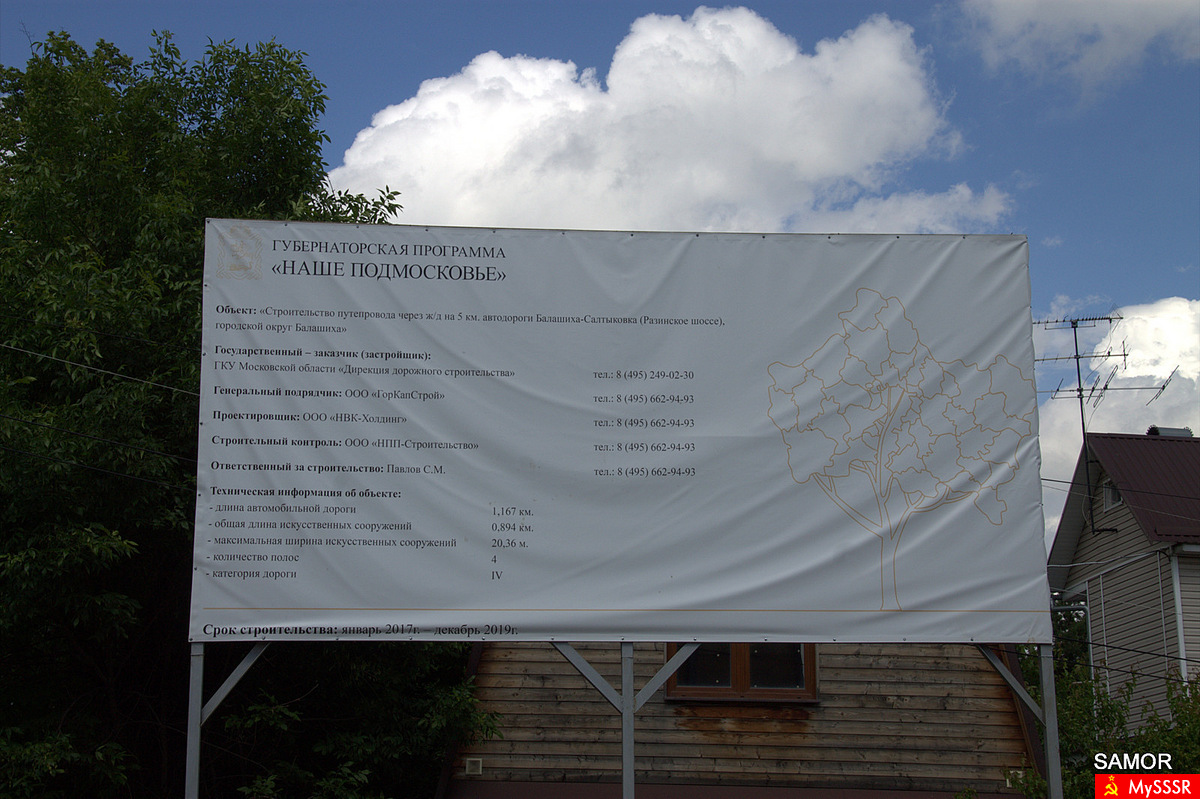 ГУБЕРНАТОРСКАЯ ПРОГРАММА
«НАШЕ ПОДМОСКОВЬЕ»
Объект: «Строительство путепровода через ж/д на 5 км. автодороги Балашиха-Салтыковка (Разинское шоссе),
городской округ Балашиха»
Государственный – заказчик (застройщик):
ГКУ Московской области «Дирекция дорожного строительства» тел.: 8 (495) 249-02-30
Генеральный подрядчик: ООО «ГорКапСтрой» тел.: 8 (495) 662-94-93
Проектировщик: ООО «НВК-Холдинг» тел.: 8 (495) 662-94-93
Строительный контроль: ООО «НПП-Строительство» тел.: 8 (495) 662-94-93
Ответственный за строительство: Павлов С.М. тел.: 8 (495) 662-94-93
Техническая информация об объекте:
- длина автомобильной дороги 1,167 км.
- общая длина искусственных сооружений 0,894 км.
- максимальная ширина искусственных сооружений 20,36 м.
- количество полос 4
- категория дороги IV
Срок строительства: январь 2017г. – декабрь 2019г.
SAMOR
MySSSR